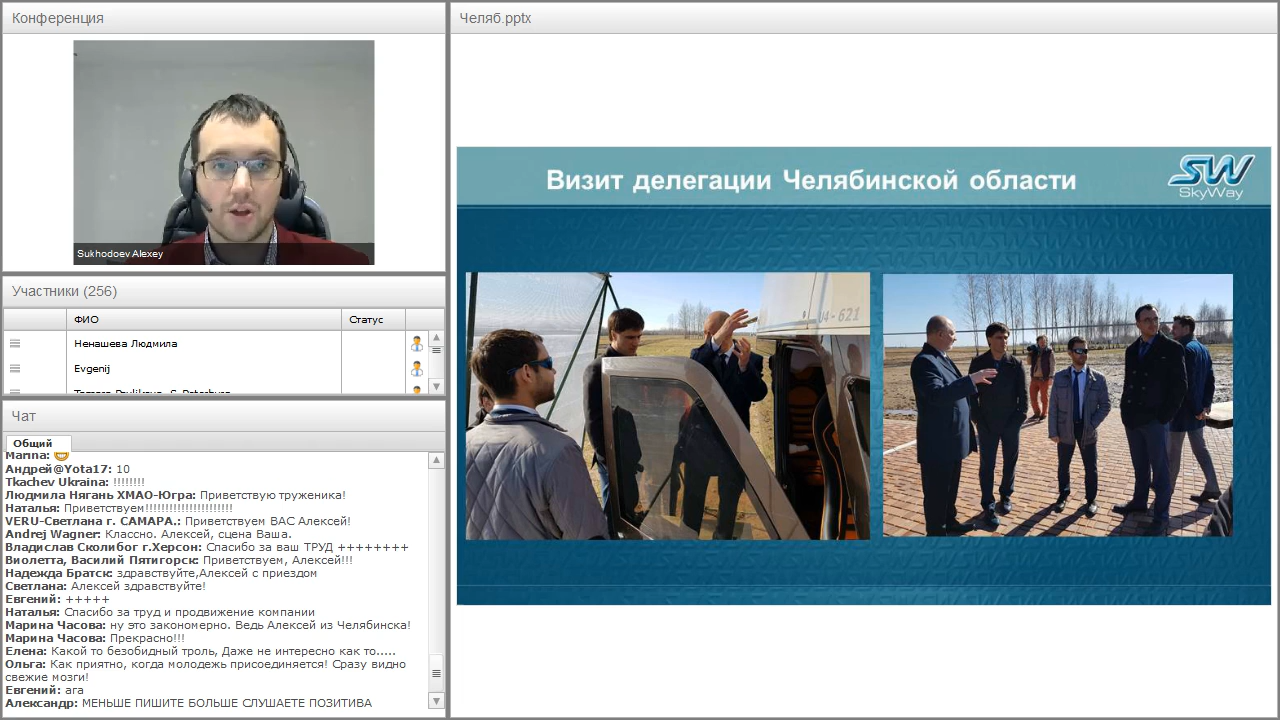 Конференция
Sukhodoev Alexey
Участники (256)
ФИО
Статус
Ненашева Людмила
Evgenij
Чат
Общий
Marina:
Андрей@Yota17: 10
Tkachev Ukraina: !!!!!!!!
Людмила Нягань ХМАО-Югра: Приветствую труженика!
Наталья: Приветствуем!!!!!!!!!!!!!!!!!!!!!!
VERU-Светлана г. САМАРА.: Приветствуем ВАС Алексей!
Andrej Wagner: Классно. Алексей, сцена Ваша.
Владислав Сколибог г.Херсон: Спасибо за ваш ТРУД ++++++++
Виолетта, Василий Пятигорск: Приветствуем, Алексей!!!
Надежда Братск: здравствуйте,Алексей с приездом
Светлана: Алексей здравствуйте!
Евгений: +++++
Наталья: Спасибо за труд и продвижение компании
Марина Часова: ну это закономерно. Ведь Алексей из Челябинска!
Марина Часова: Прекрасно!!!
Елена: Какой то безобидный троль, Даже не интересно как то.....
Ольга: Как приятно, когда молодежь присоединяется! Сразу видно
свежие мозги!
Евгений: ага
Александр: МЕНЬШЕ ПИШИТЕ БОЛЬШЕ СЛУШАЕТЕ ПОЗИТИВА
Челяб.pptx
Визит делегации Челябинской области
SW
SkyWay
U4-621